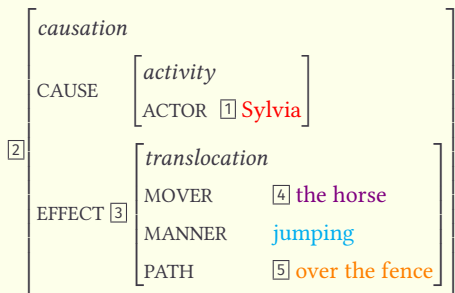 causation
CAUSE
activity
ACTOR 1 Sylvia
2
translocation
MOVER 4 the horse
EFFECT 3
MANNER jumping
PATH 5 over the fence